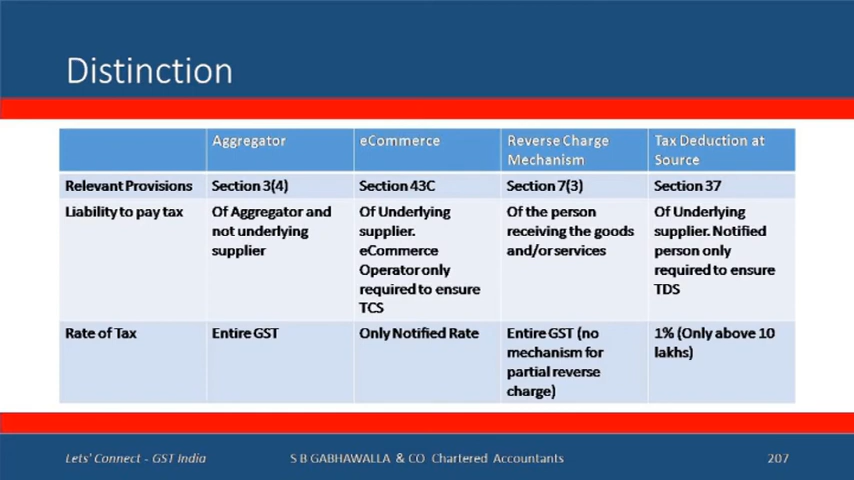 Distinction
Aggregator
eCommerce
Reverse Charge
Mechanism
Tax Deduction at
Source
Relevant Provisions
Section 3(4)
Section 43C
Section 7(3)
Section 37
Liability to pay tax
Of Aggregator and
not underlying
supplier
Of Underlying
supplier.
eCommerce
Operator only
required to ensure
TCS
Of the person
receiving the goods
and/or services
Of Underlying
supplier. Notified
person only
required to ensure
TDS
Rate of Tax
Entire GST
Only Notified Rate
Entire GST (no
mechanism for
partial reverse
charge)
1% (Only above 10
lakhs)
Lets' Connect - GST India
S B GABHAWALLA & CO Chartered Accountants
207